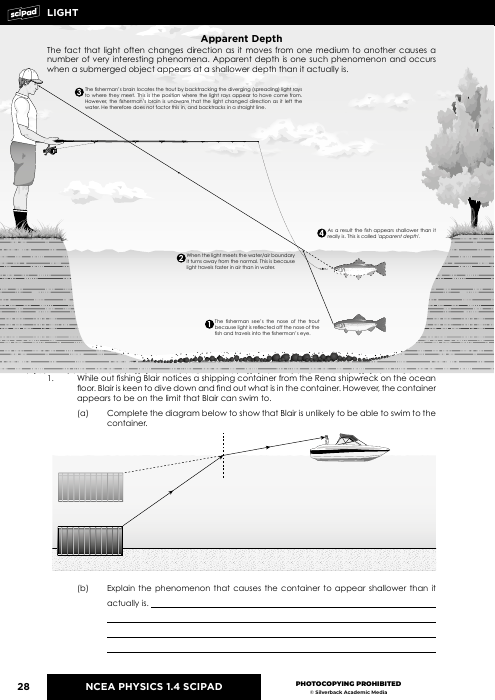 scipad LIGHT
Apparent Depth
The fact that light often changes direction as it moves from one medium to another causes a
number of very interesting phenomena. Apparent depth is one such phenomenon and occurs
when a submerged object appears at a shallower depth than it actually is.
3 The fisherman's brain locates the trout by backtracking the diverging (spreading) light rays
to where they meet. This is the position where the light rays appear to have come from.
However, the fisherman's brain is unaware that the light changed direction as it left the
water. He therefore does not factor this in, and backtracks in a straight line.
4 As a result the fish appears shallower than it
really is. This is called 'apparent depth'.
2 When the light meets the water/air boundary
it turns away from the normal. This is because
light travels faster in air than in water.
1 The fisherman see's the nose of the trout
because light is reflected off the nose of the
fish and travels into the fisherman's eye.
1. While out fishing Blair notices a shipping container from the Rena shipwreck on the ocean
floor. Blair is keen to dive down and find out what is in the container. However, the container
appears to be on the limit that Blair can swim to.
(a) Complete the diagram below to show that Blair is unlikely to be able to swim to the
container.
(b) Explain the phenomenon that causes the container to appear shallower than it
actually is.
28 NCEA PHYSICS 1.4 SCIPAD PHOTOCOPYING PROHIBITED
© Silverback Academic Media